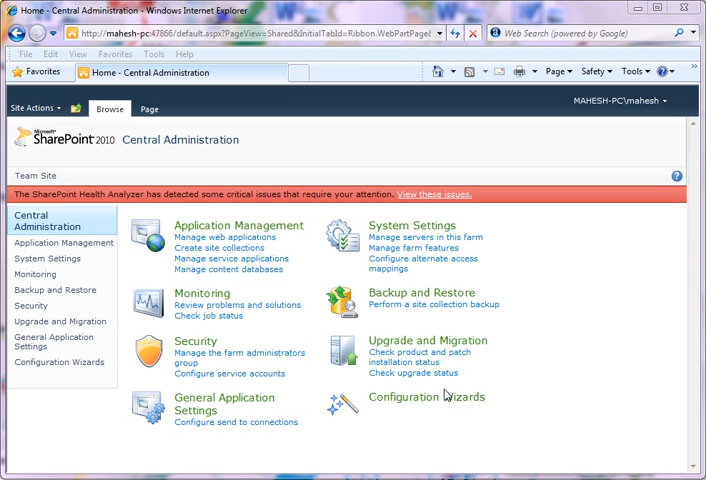 Home - Central Administration - Windows Internet Explorer
http://mahesh-pc:47866/default.aspx?PageView=Shared&InitialTabId=Ribbon.WebPartPage&
Web Search (powered by Google)
File Edit View Favorites Tools Help
Favorites
Home - Central Administration
Page
Safety
Tools
Site Actions
Browse
Page
MAHESH-PC\mahesh
Microsoft
SharePoint 2010
Central Administration
Team Site
The SharePoint Health Analyzer has detected some critical issues that require your attention. View these issues.
Central
Administration
Application Management
System Settings
Monitoring
Backup and Restore
Security
Upgrade and Migration
General Application
Settings
Configuration Wizards
Application Management
Manage web applications
Create site collections
Manage service applications
Manage content databases
System Settings
Manage servers in this farm
Manage farm features
Configure alternate access
mappings
Monitoring
Review problems and solutions
Check job status
Backup and Restore
Perform a site collection backup
Security
Manage the farm administrators
group
Configure service accounts
Upgrade and Migration
Check product and patch
installation status
Check upgrade status
General Application
Settings
Configure send to connections
Configuration Wizards